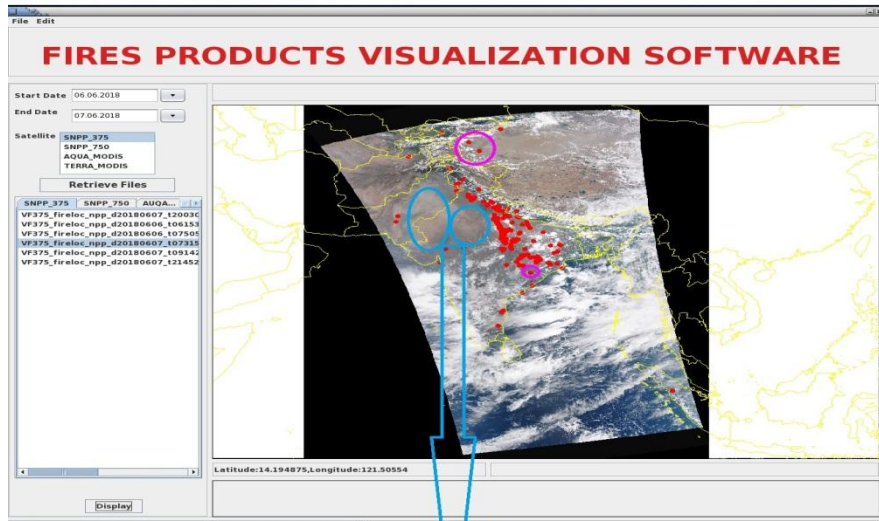 File Edit
FIRES PRODUCTS VISUALIZATION SOFTWARE
Start Date 06.06.2018
End Date 07.06.2018
Satellite SNPP_375
SNPP_750
AQUA_MODIS
TERRA_MODIS
Retrieve Files
SNPP_375 SNPP_750 AUQA...
VF375_fireloc_npp_d20180607_t20030
VF375_fireloc_npp_d20180606_t06153
VF375_fireloc_npp_d20180606_t07505
VF375_fireloc_npp_d20180607_t07315
VF375_fireloc_npp_d20180607_t09142
VF375_fireloc_npp_d20180607_t21452
Latitude:14.194875,Longitude:121.50554
Display